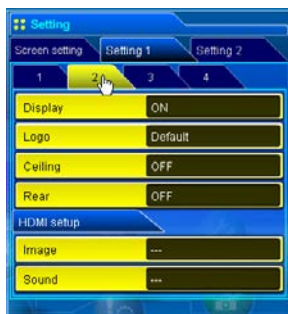 Setting
Screen setting Setting 1 Setting 2
1 2 3 4
Display ON
Logo Default
Ceiling OFF
Rear OFF
HDMI setup
Image ---
Sound ---